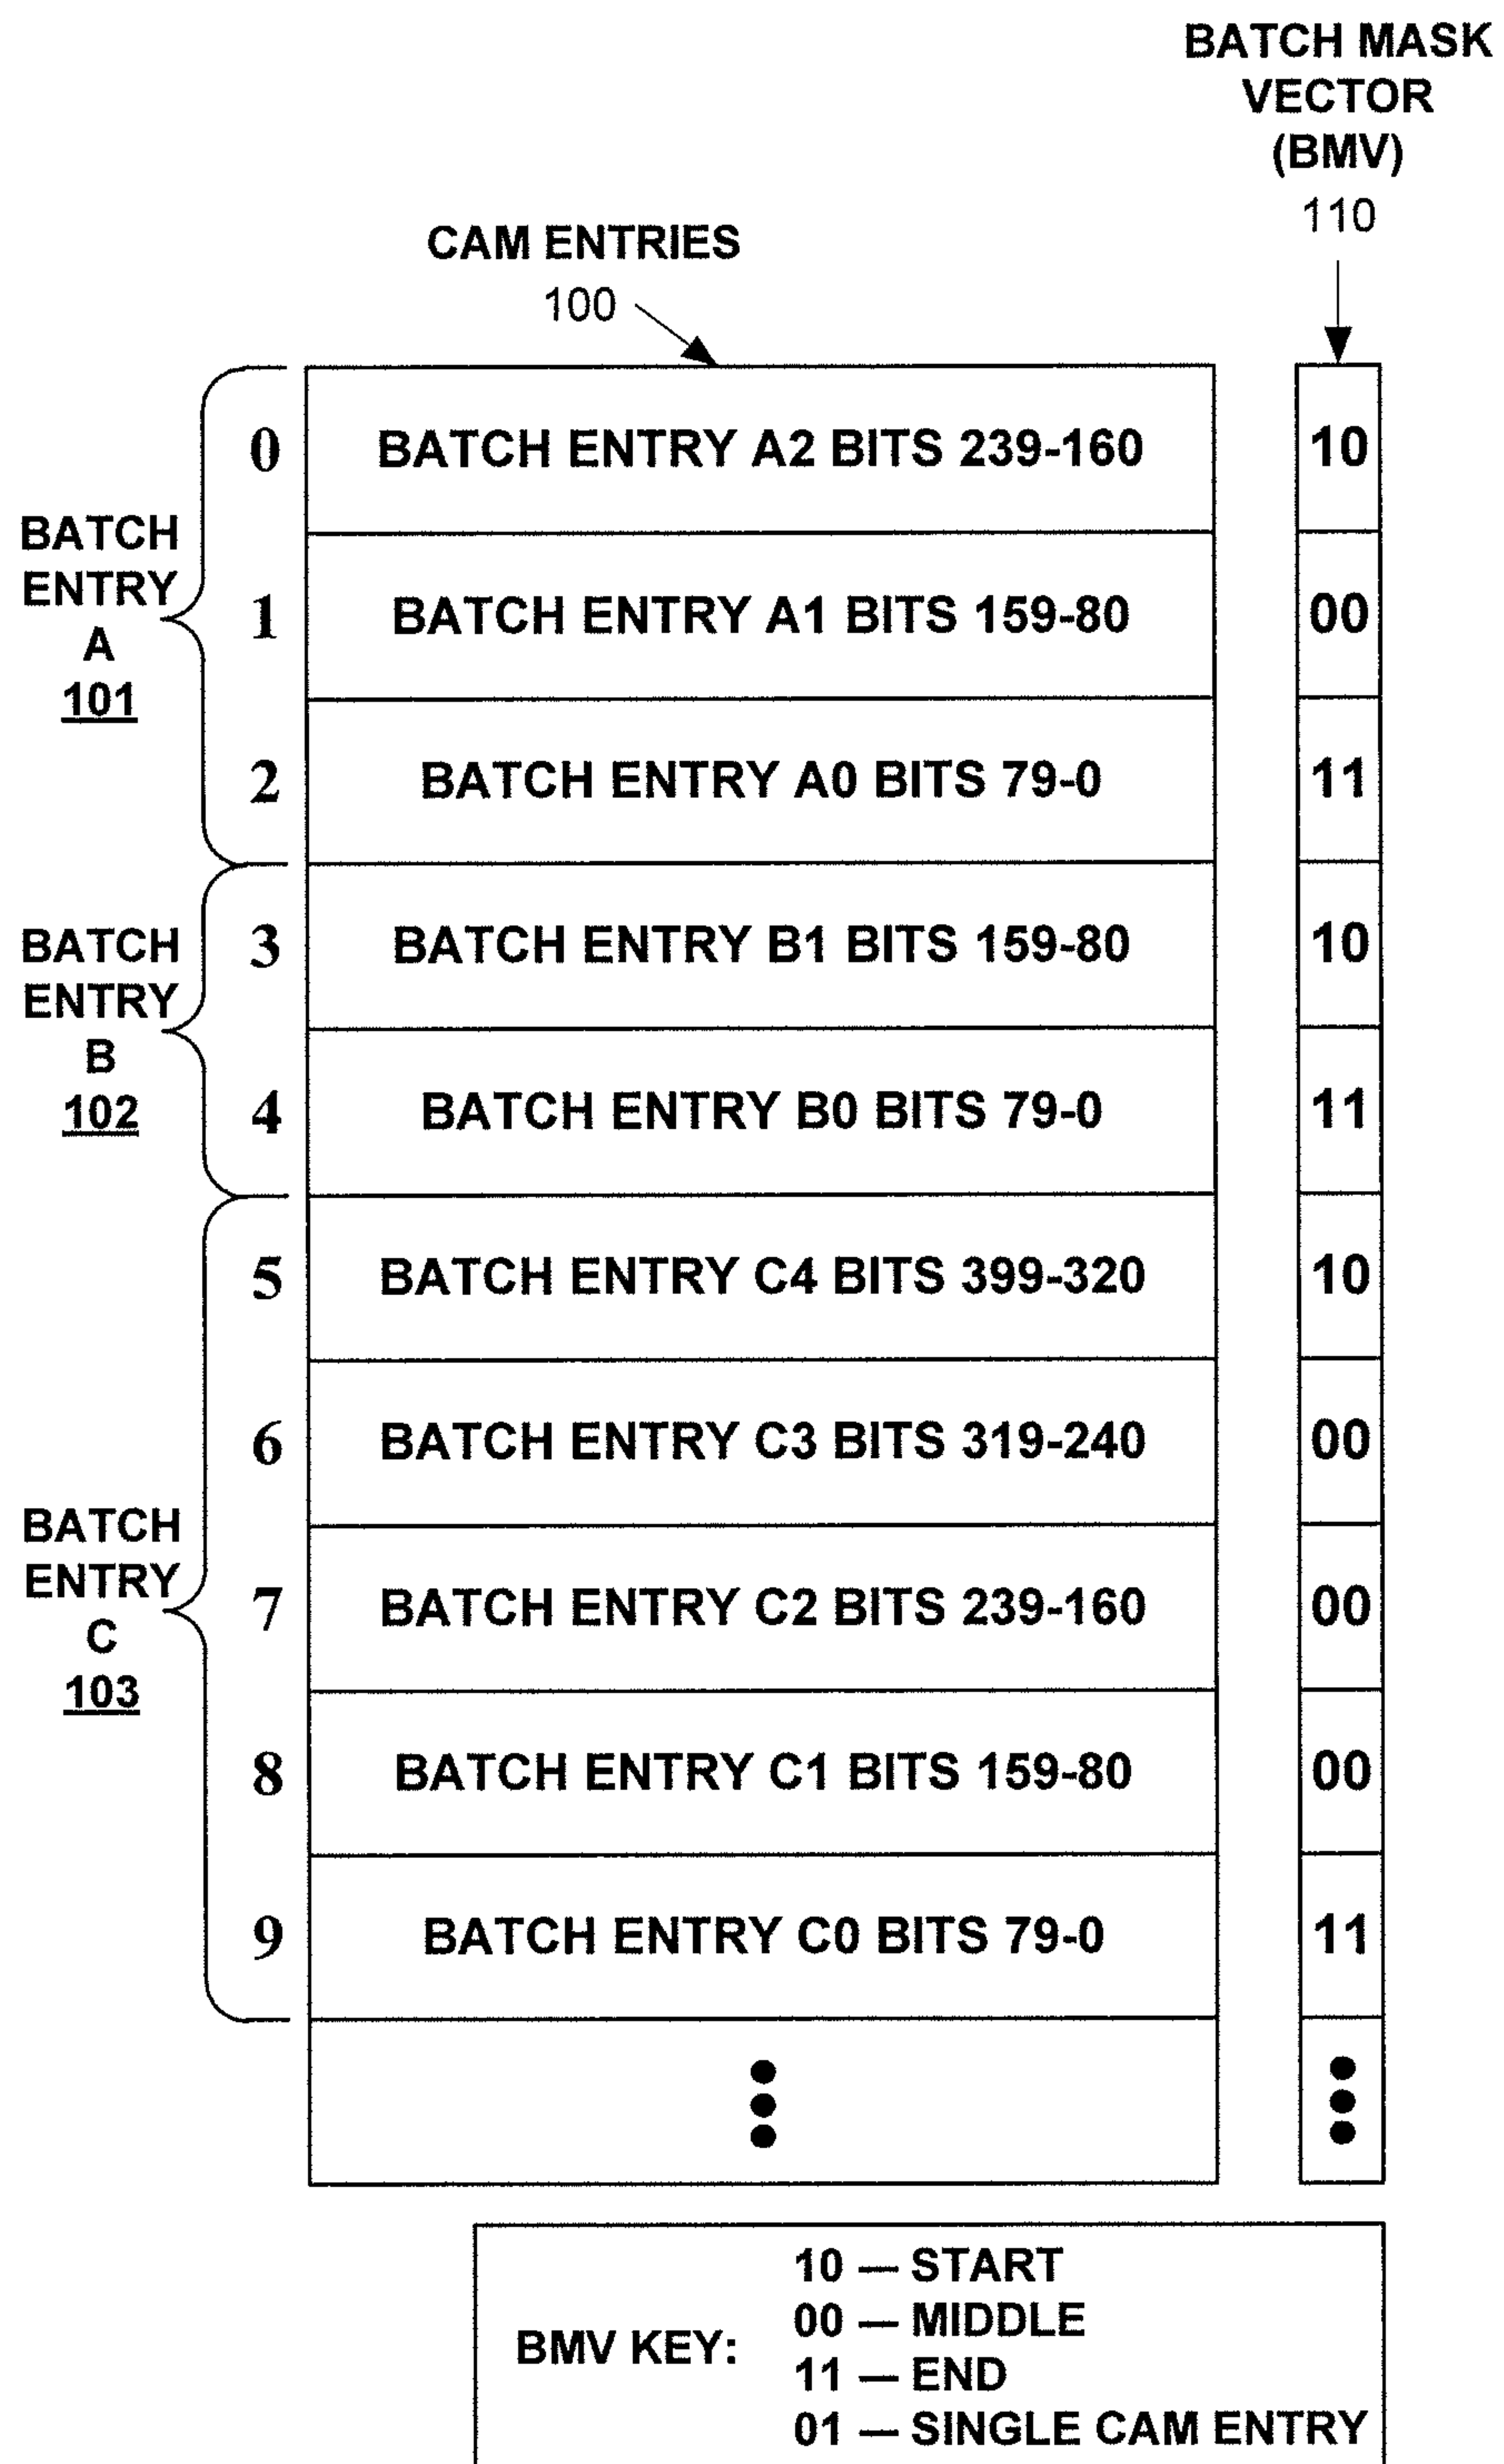 BATCH MASK
VECTOR
(BMV)
110
CAM ENTRIES
100
BATCH
ENTRY
A
101
0 BATCH ENTRY A2 BITS 239-160 10
1 BATCH ENTRY A1 BITS 159-80 00
2 BATCH ENTRY A0 BITS 79-0 11
BATCH
ENTRY
B
102
3 BATCH ENTRY B1 BITS 159-80 10
4 BATCH ENTRY B0 BITS 79-0 11
BATCH
ENTRY
C
103
5 BATCH ENTRY C4 BITS 399-320 10
6 BATCH ENTRY C3 BITS 319-240 00
7 BATCH ENTRY C2 BITS 239-160 00
8 BATCH ENTRY C1 BITS 159-80 00
9 BATCH ENTRY C0 BITS 79-0 11
BMV KEY:
10 — START
00 — MIDDLE
11 — END
01 — SINGLE CAM ENTRY